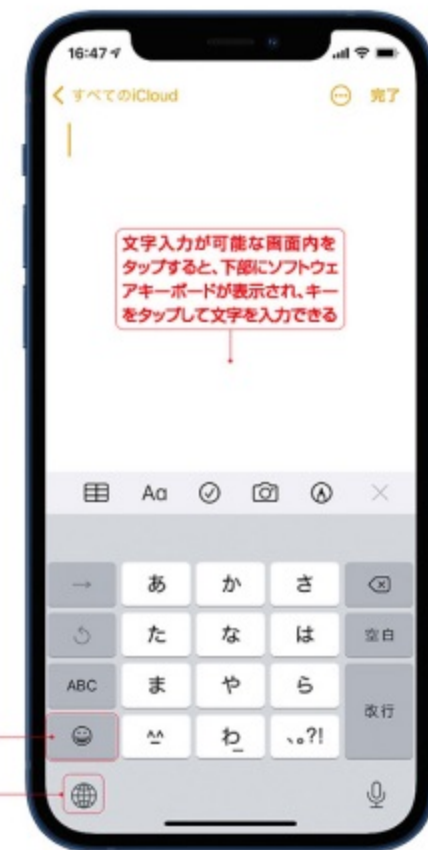 16:47
すべてのiCloud 完了
文字入力が可能な画面内を
タップすると、下部にソフトウェ
アキーボードが表示され、キー
をタップして文字を入力できる
Aa
→ あ か さ
た な は 空白
ABC ま や ら 改行
^^ わ_ 、。?!